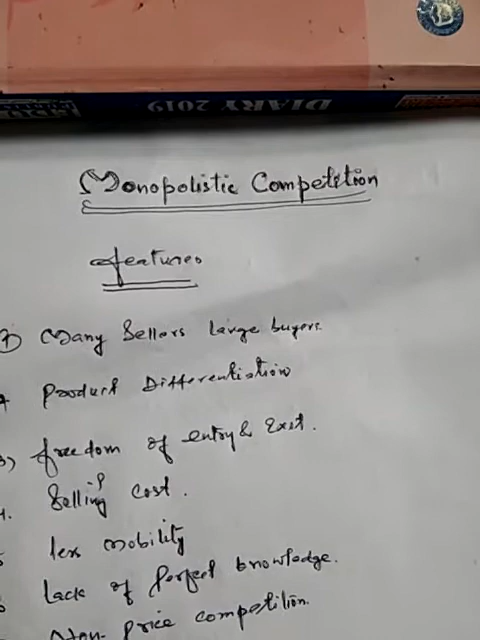 DIARY 2019
Monopolistic Competition
features
1) Many Sellers large buyers.
Product Differentiation
3) freedom of entry & Exit.
4. Selling cost.
less mobility
Lack of Perfect knowledge.
Non-Price competition.